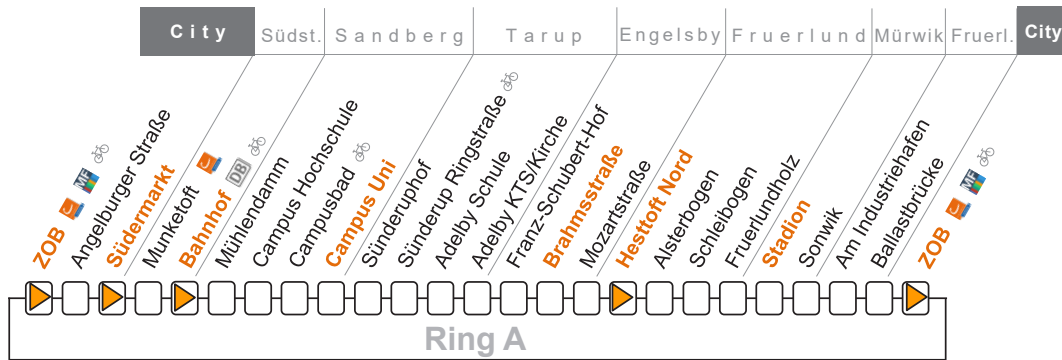 City
Südst.
Sandberg
Tarup
Engelsby
Fruerlund
Mürwik
Fruerl.
City
ZOB MF
Angelburger Straße
Südermarkt
Munketoft
Bahnhof DB
Mühlendamm
Campus Hochschule
Campusbad
Campus Uni
Sünderuphof
Sünderup Ringstraße
Adelby Schule
Adelby KTS/Kirche
Franz-Schubert-Hof
Brahmsstraße
Mozartstraße
Hesttoft Nord
Alsterbogen
Schleibogen
Fruerlundholz
Stadion
Sonwik
Am Industriehafen
Ballastbrücke
ZOB MF
Ring A